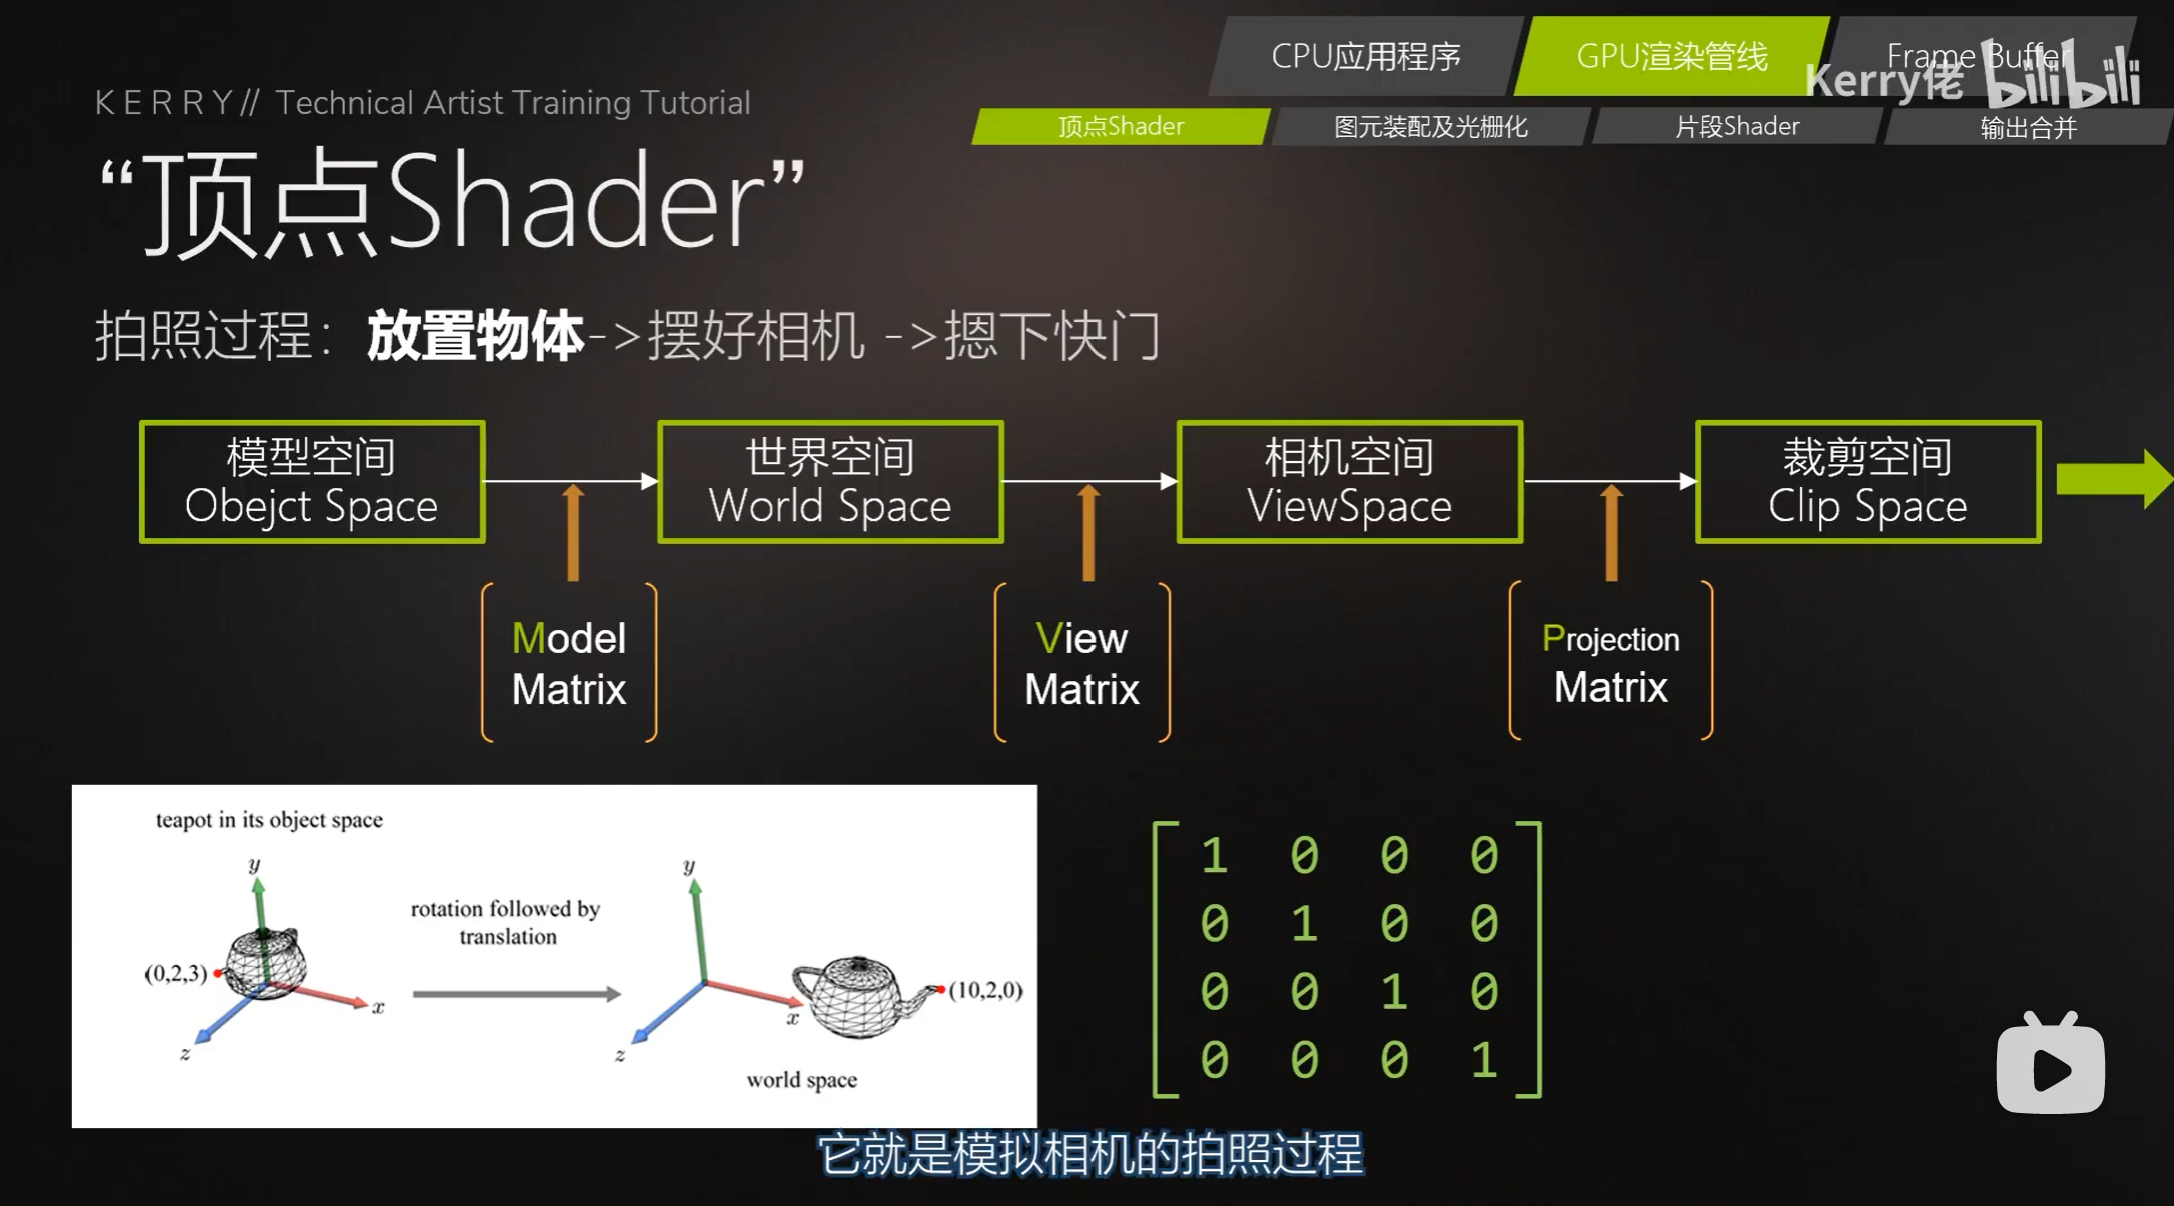 CPU应用程序
GPU渲染管线
Frame Buffer
Kerry佬 bilibili
KERRY// Technical Artist Training Tutorial
顶点Shader
图元装配及光栅化
片段Shader
输出合并
“顶点Shader”
拍照过程：放置物体->摆好相机 ->摁下快门
模型空间
Obejct Space
世界空间
World Space
相机空间
ViewSpace
裁剪空间
Clip Space
Model
Matrix
View
Matrix
Projection
Matrix
teapot in its object space
y
(0,2,3)
x
z
rotation followed by
translation
y
(10,2,0)
x
z
world space
1 0 0 0
0 1 0 0
0 0 1 0
0 0 0 1
它就是模拟相机的拍照过程